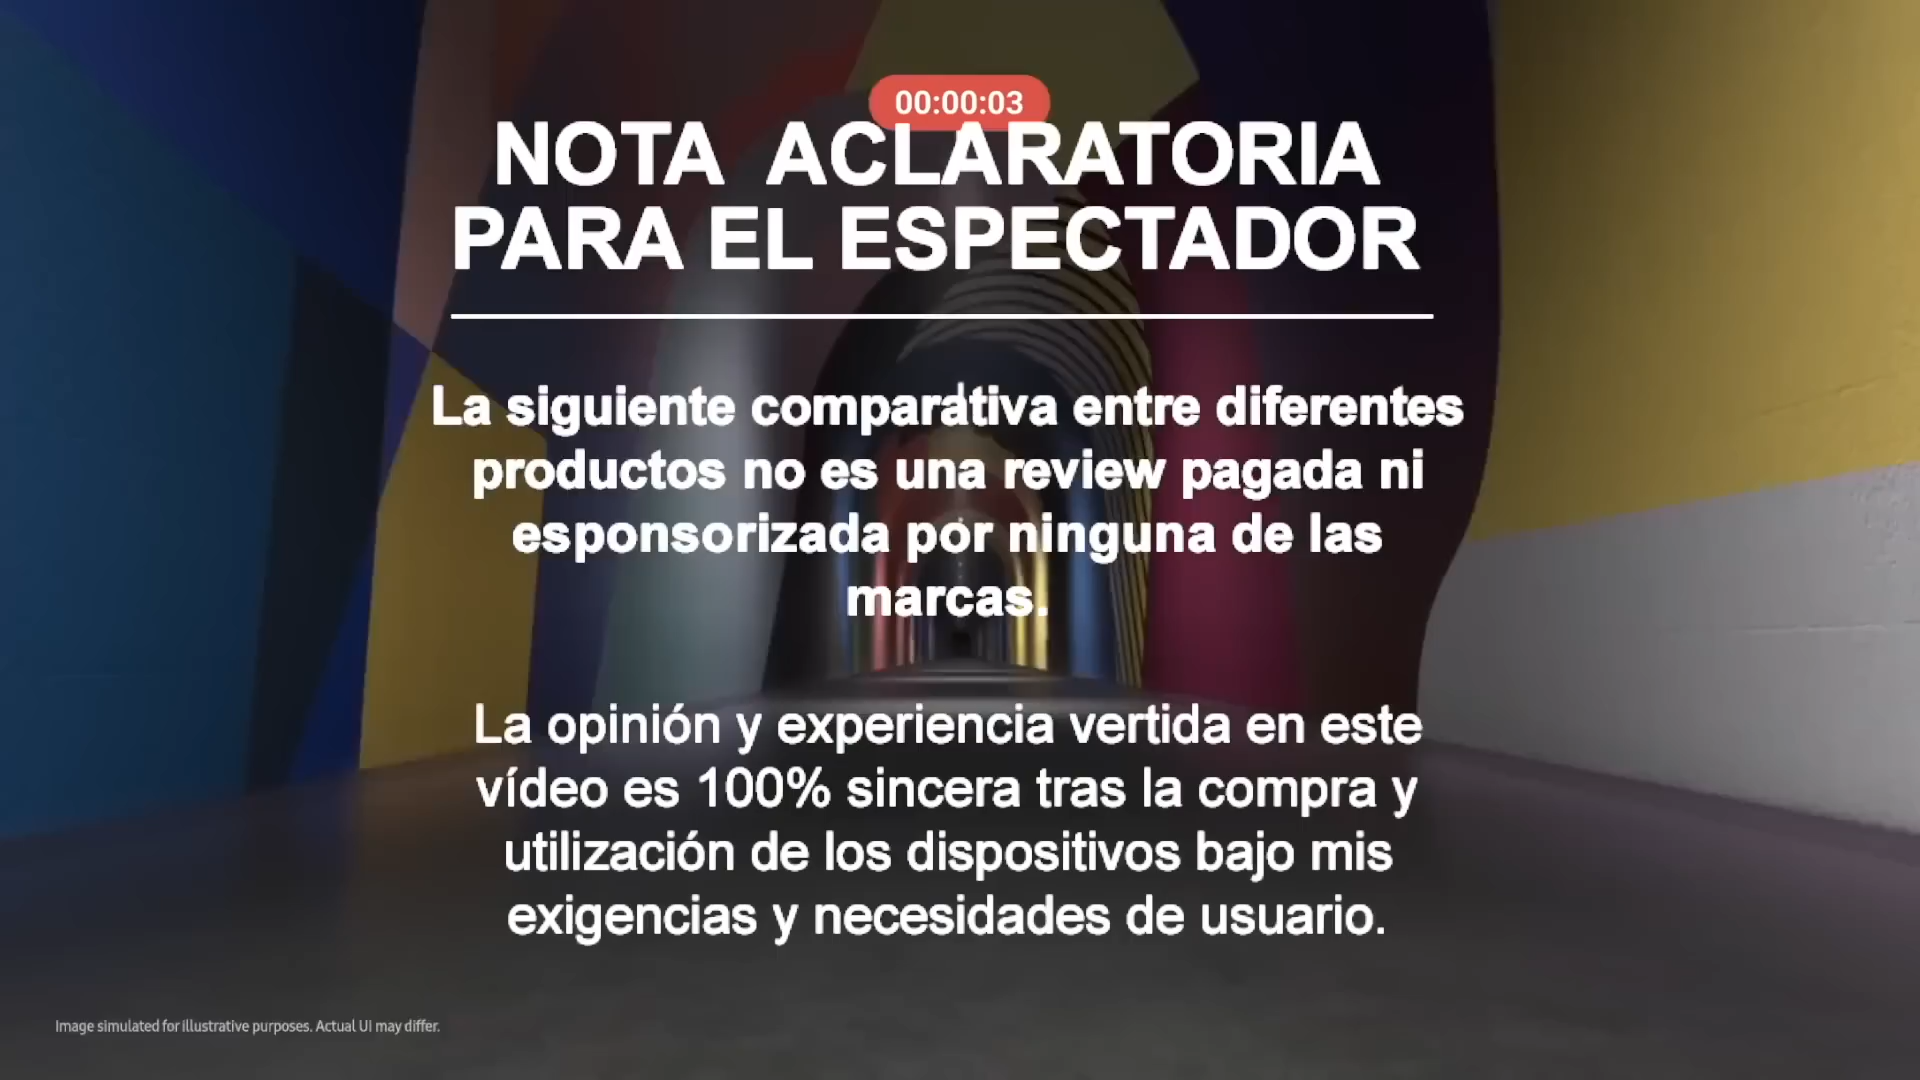 00:00:03
NOTA ACLARATORIA
PARA EL ESPECTADOR
La siguiente comparativa entre diferentes
productos no es una review pagada ni
esponsorizada por ninguna de las
marcas.
La opinión y experiencia vertida en este
vídeo es 100% sincera tras la compra y
utilización de los dispositivos bajo mis
exigencias y necesidades de usuario.
Image simulated for illustrative purposes. Actual UI may differ.